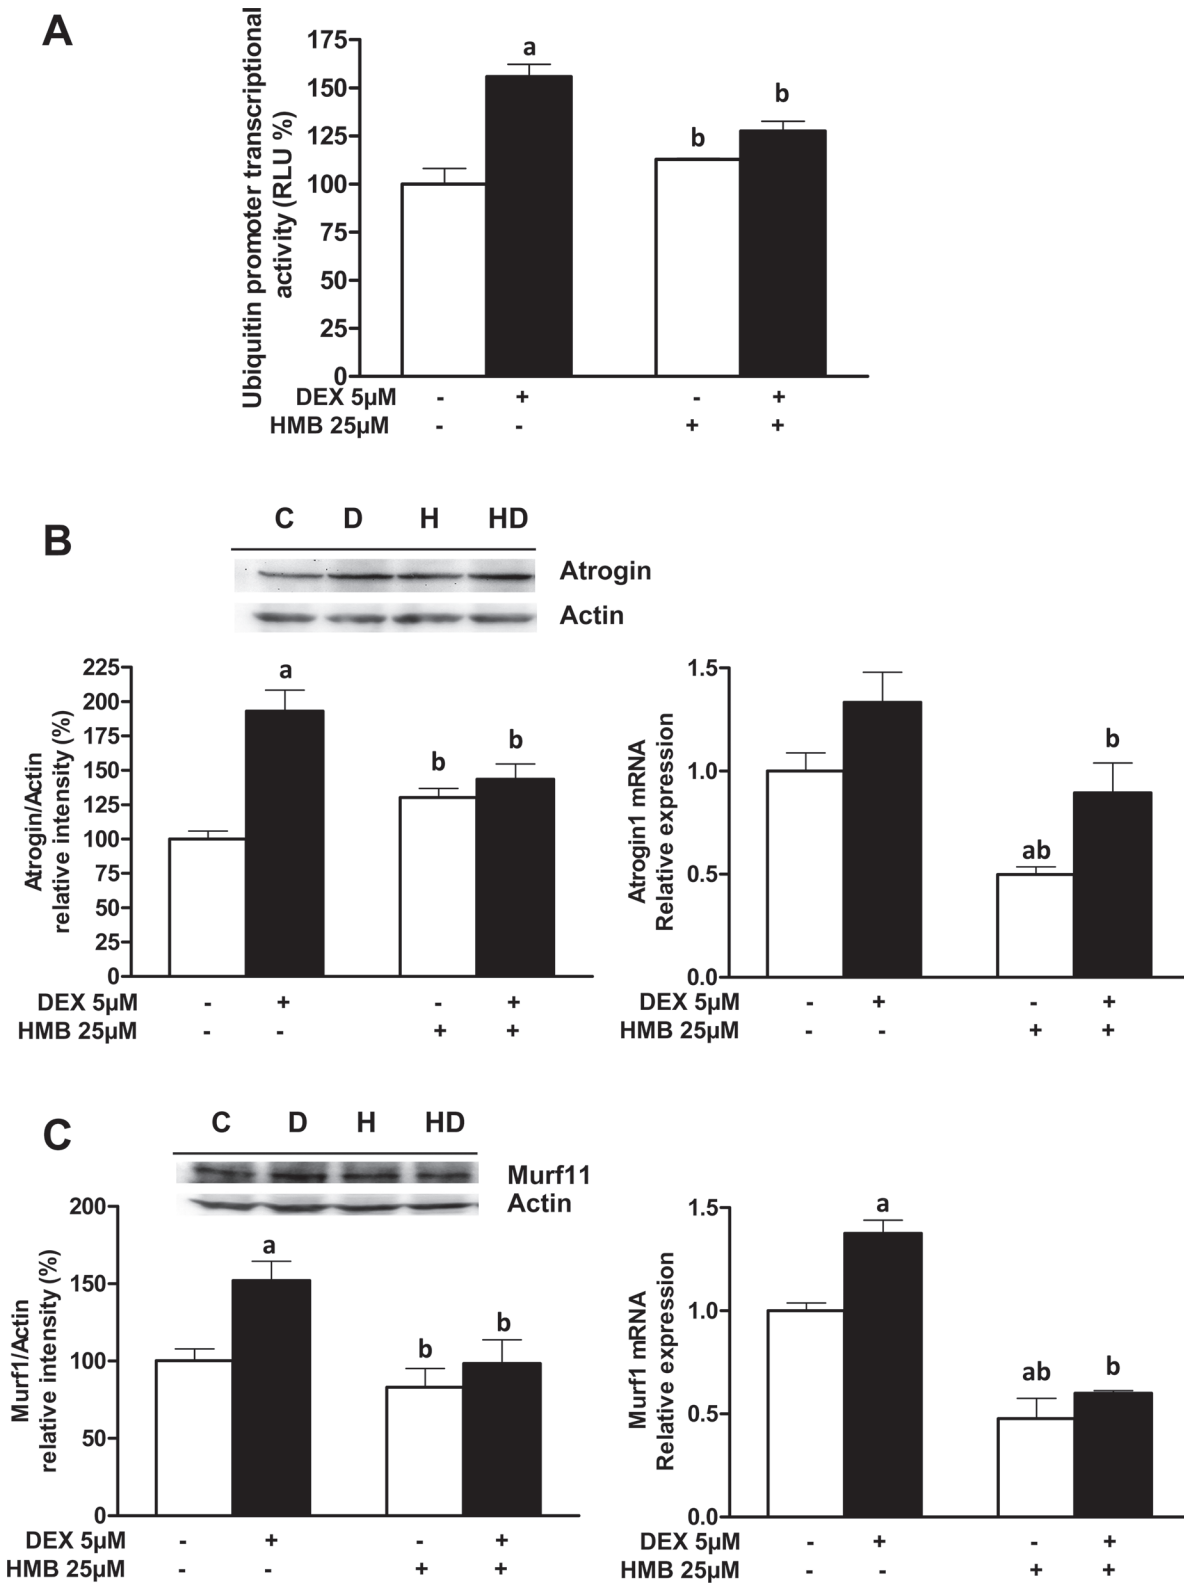 A
Ubiquitin promoter transcriptional
activity (RLU %)
175
150
125
100
75
50
25
0
a
b
b
DEX 5µM - + - +
HMB 25µM - - + +
B
C D H HD
Atrogin
Actin
Atrogin/Actin
relative intensity (%)
225
200
175
150
125
100
75
50
25
0
a
b
b
DEX 5µM - + - +
HMB 25µM - - + +
Atrogin1 mRNA
Relative expression
1.5
1.0
0.5
0.0
ab
b
DEX 5µM - + - +
HMB 25µM - - + +
C
C D H HD
Murf11
Actin
Murf1/Actin
relative intensity (%)
200
150
100
50
0
a
b
b
DEX 5µM - + - +
HMB 25µM - - + +
Murf1 mRNA
Relative expression
1.5
1.0
0.5
0.0
a
ab
b
DEX 5µM - + - +
HMB 25µM - - + +